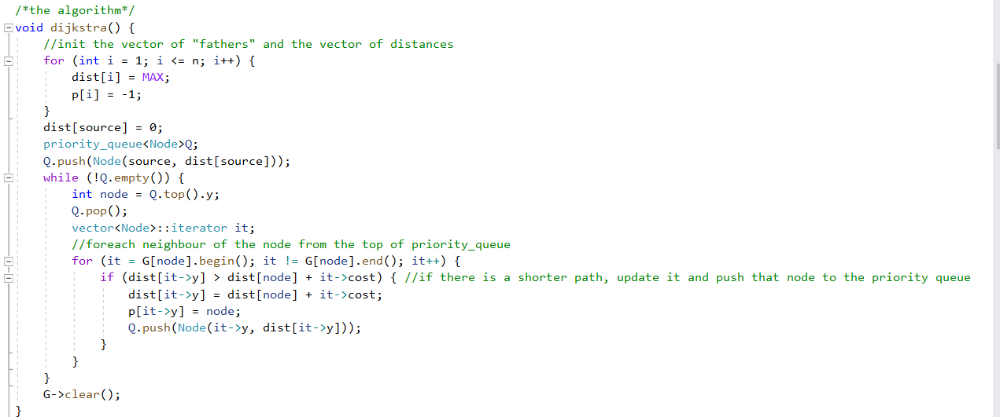 /*the algorithm*/
void dijkstra() {
    //init the vector of "fathers" and the vector of distances
    for (int i = 1; i <= n; i++) {
        dist[i] = MAX;
        p[i] = -1;
    }
    dist[source] = 0;
    priority_queue<Node>Q;
    Q.push(Node(source, dist[source]));
    while (!Q.empty()) {
        int node = Q.top().y;
        Q.pop();
        vector<Node>::iterator it;
        //foreach neighbour of the node from the top of priority_queue
        for (it = G[node].begin(); it != G[node].end(); it++) {
            if (dist[it->y] > dist[node] + it->cost) { //if there is a shorter path, update it and push that node to the priority queue
                dist[it->y] = dist[node] + it->cost;
                p[it->y] = node;
                Q.push(Node(it->y, dist[it->y]));
            }
        }
    }
    G->clear();
}